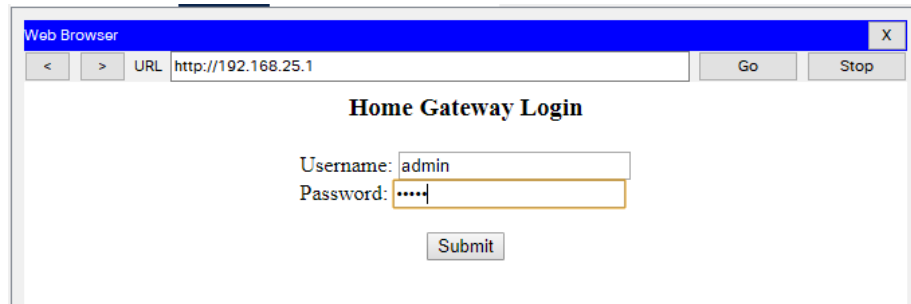 Web Browser X
< > URL http://192.168.25.1 Go Stop
Home Gateway Login
Username: admin
Password: •••••
Submit